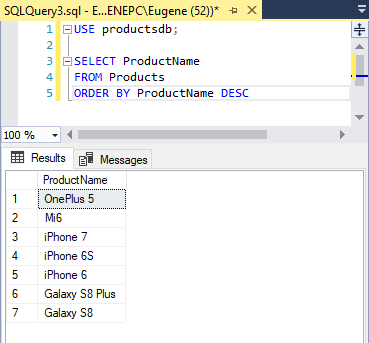 SQLQuery3.sql - E...ENEPC\Eugene (52))*
1 USE productsdb;
2
3 SELECT ProductName
4 FROM Products
5 ORDER BY ProductName DESC
100 %
Results Messages
ProductName
1 OnePlus 5
2 Mi6
3 iPhone 7
4 iPhone 6S
5 iPhone 6
6 Galaxy S8 Plus
7 Galaxy S8